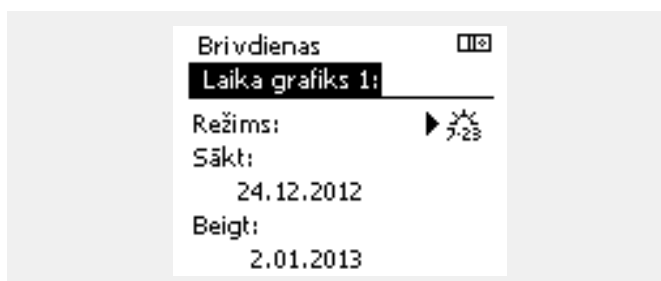 Brīvdienas
Laika grafiks 1:
Režīms: 7-23
Sākt:
24.12.2012
Beigt:
2.01.2013